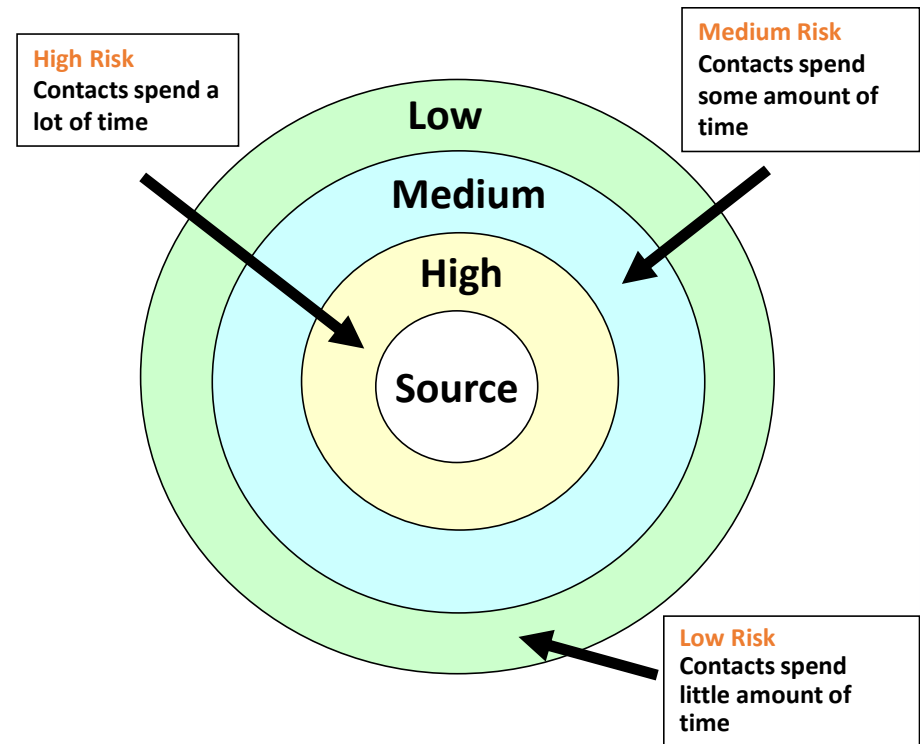 High Risk
Contacts spend a
lot of time
Medium Risk
Contacts spend
some amount of
time
Low
Medium
High
Source
Low Risk
Contacts spend
little amount of
time